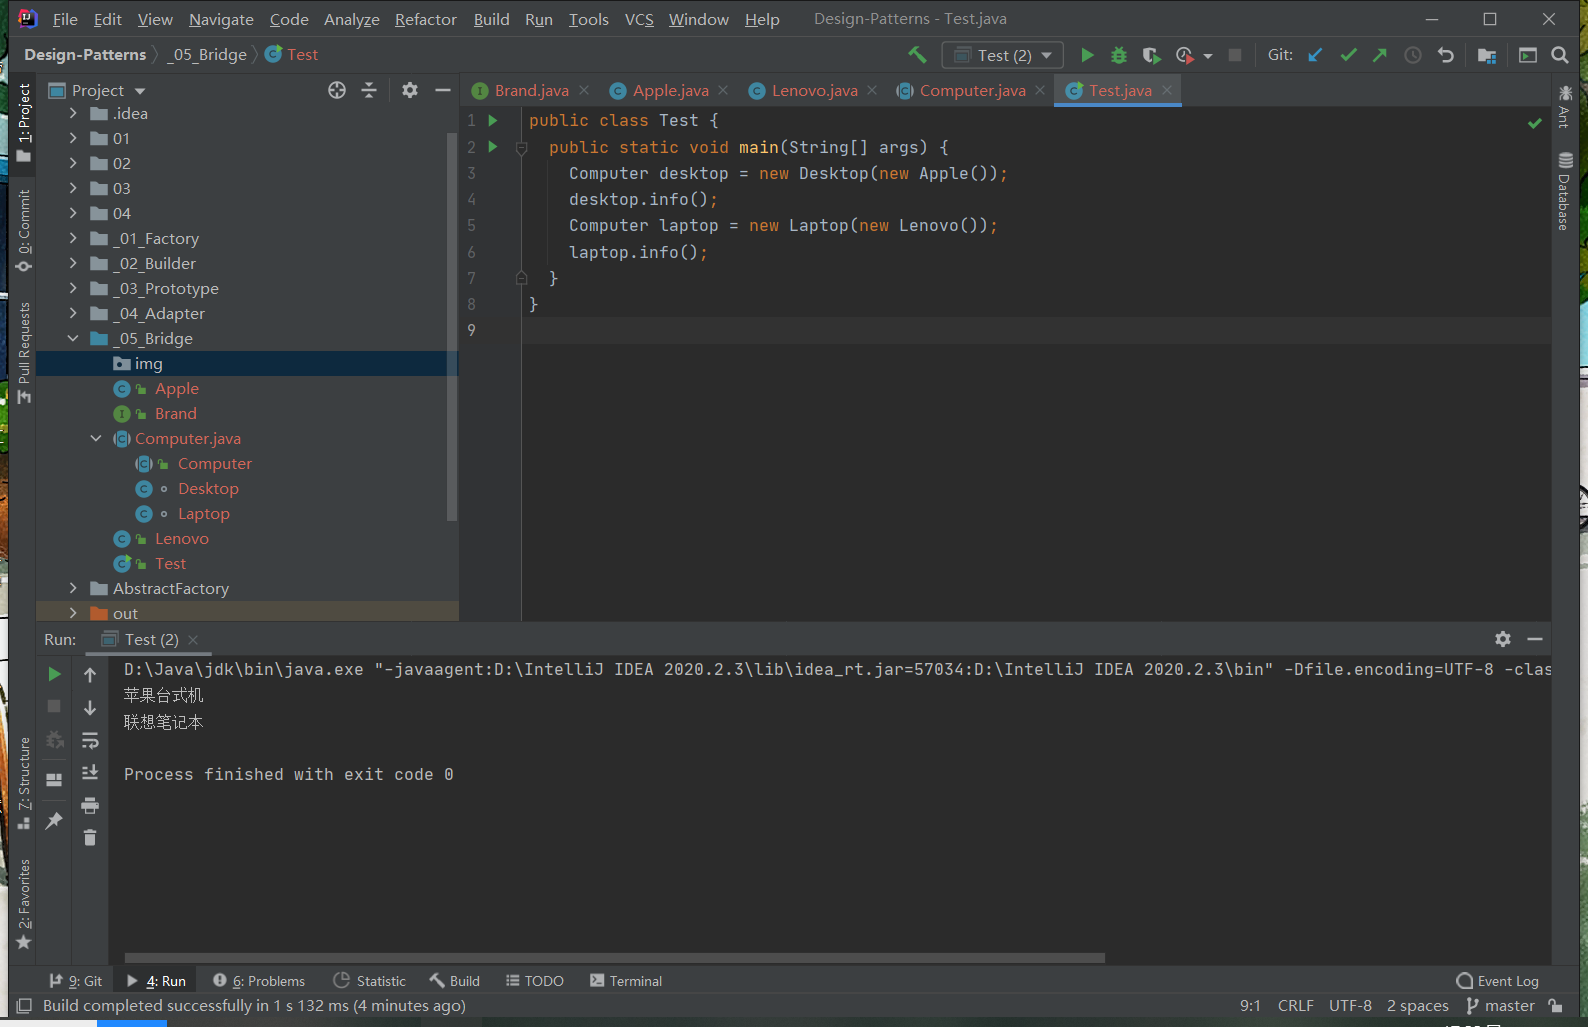 File Edit View Navigate Code Analyze Refactor Build Run Tools VCS Window Help Design-Patterns - Test.java
Design-Patterns _05_Bridge Test
Test (2) Git:
1: Project
0: Commit
Pull Requests
Z: Structure
2: Favorites
Project
.idea
01
02
03
04
_01_Factory
_02_Builder
_03_Prototype
_04_Adapter
_05_Bridge
img
Apple
Brand
Computer.java
Computer
Desktop
Laptop
Lenovo
Test
AbstractFactory
out
Brand.java Apple.java Lenovo.java Computer.java Test.java
1 public class Test {
2 public static void main(String[] args) {
3 Computer desktop = new Desktop(new Apple());
4 desktop.info();
5 Computer laptop = new Laptop(new Lenovo());
6 laptop.info();
7 }
8 }
9
Ant
Database
Run: Test (2)
D:\Java\jdk\bin\java.exe "-javaagent:D:\IntelliJ IDEA 2020.2.3\lib\idea_rt.jar=57034:D:\IntelliJ IDEA 2020.2.3\bin" -Dfile.encoding=UTF-8 -clas
苹果台式机
联想笔记本
Process finished with exit code 0
9: Git 4: Run 6: Problems Statistic Build TODO Terminal Event Log
Build completed successfully in 1 s 132 ms (4 minutes ago) 9:1 CRLF UTF-8 2 spaces master